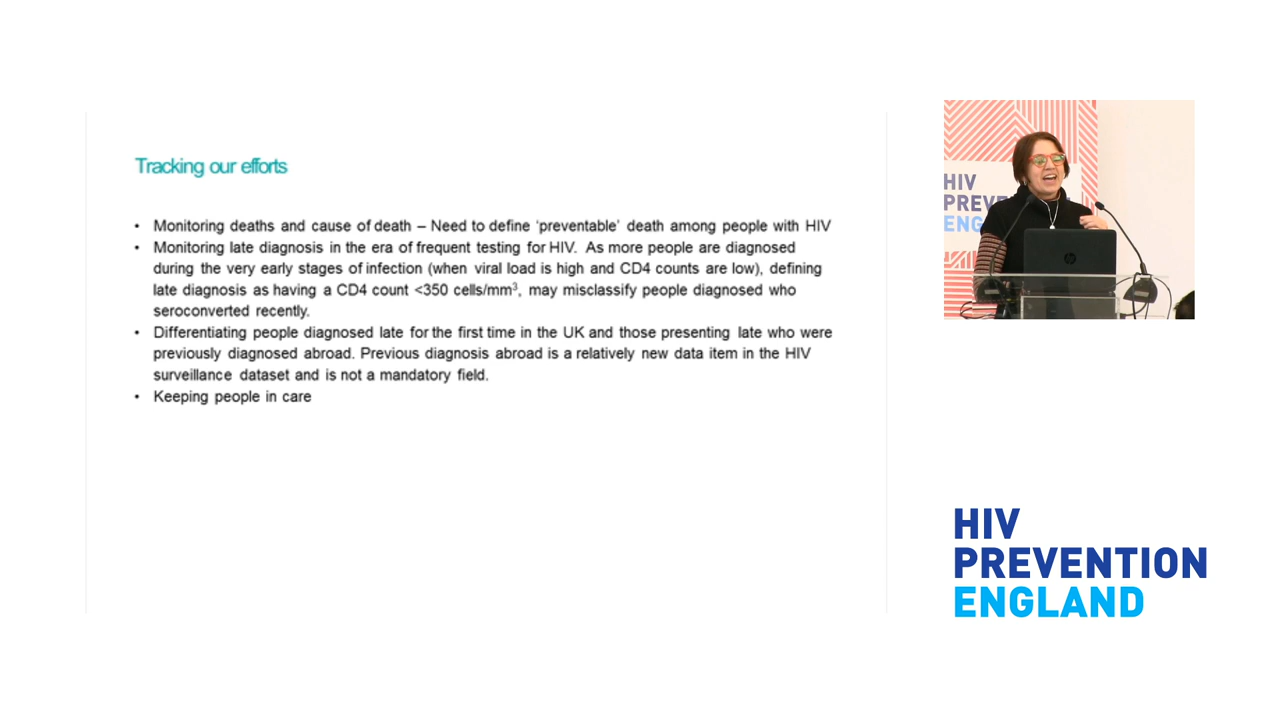 Tracking our efforts
• Monitoring deaths and cause of death – Need to define ‘preventable’ death among people with HIV
• Monitoring late diagnosis in the era of frequent testing for HIV. As more people are diagnosed
during the very early stages of infection (when viral load is high and CD4 counts are low), defining
late diagnosis as having a CD4 count <350 cells/mm³, may misclassify people diagnosed who
seroconverted recently.
• Differentiating people diagnosed late for the first time in the UK and those presenting late who were
previously diagnosed abroad. Previous diagnosis abroad is a relatively new data item in the HIV
surveillance dataset and is not a mandatory field.
• Keeping people in care
HIV
PREVE
ENG
HIV
PREVENTION
ENGLAND